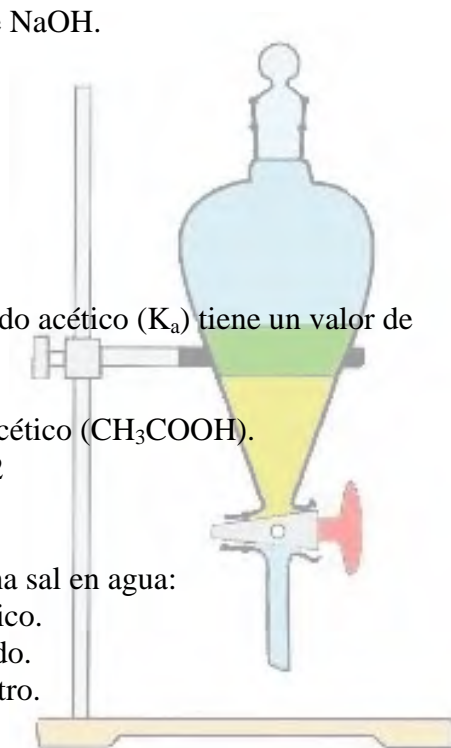 NaOH.
do acético (Kₐ) tiene un valor de
cético (CH₃COOH).
2
na sal en agua:
ico.
do.
tro.